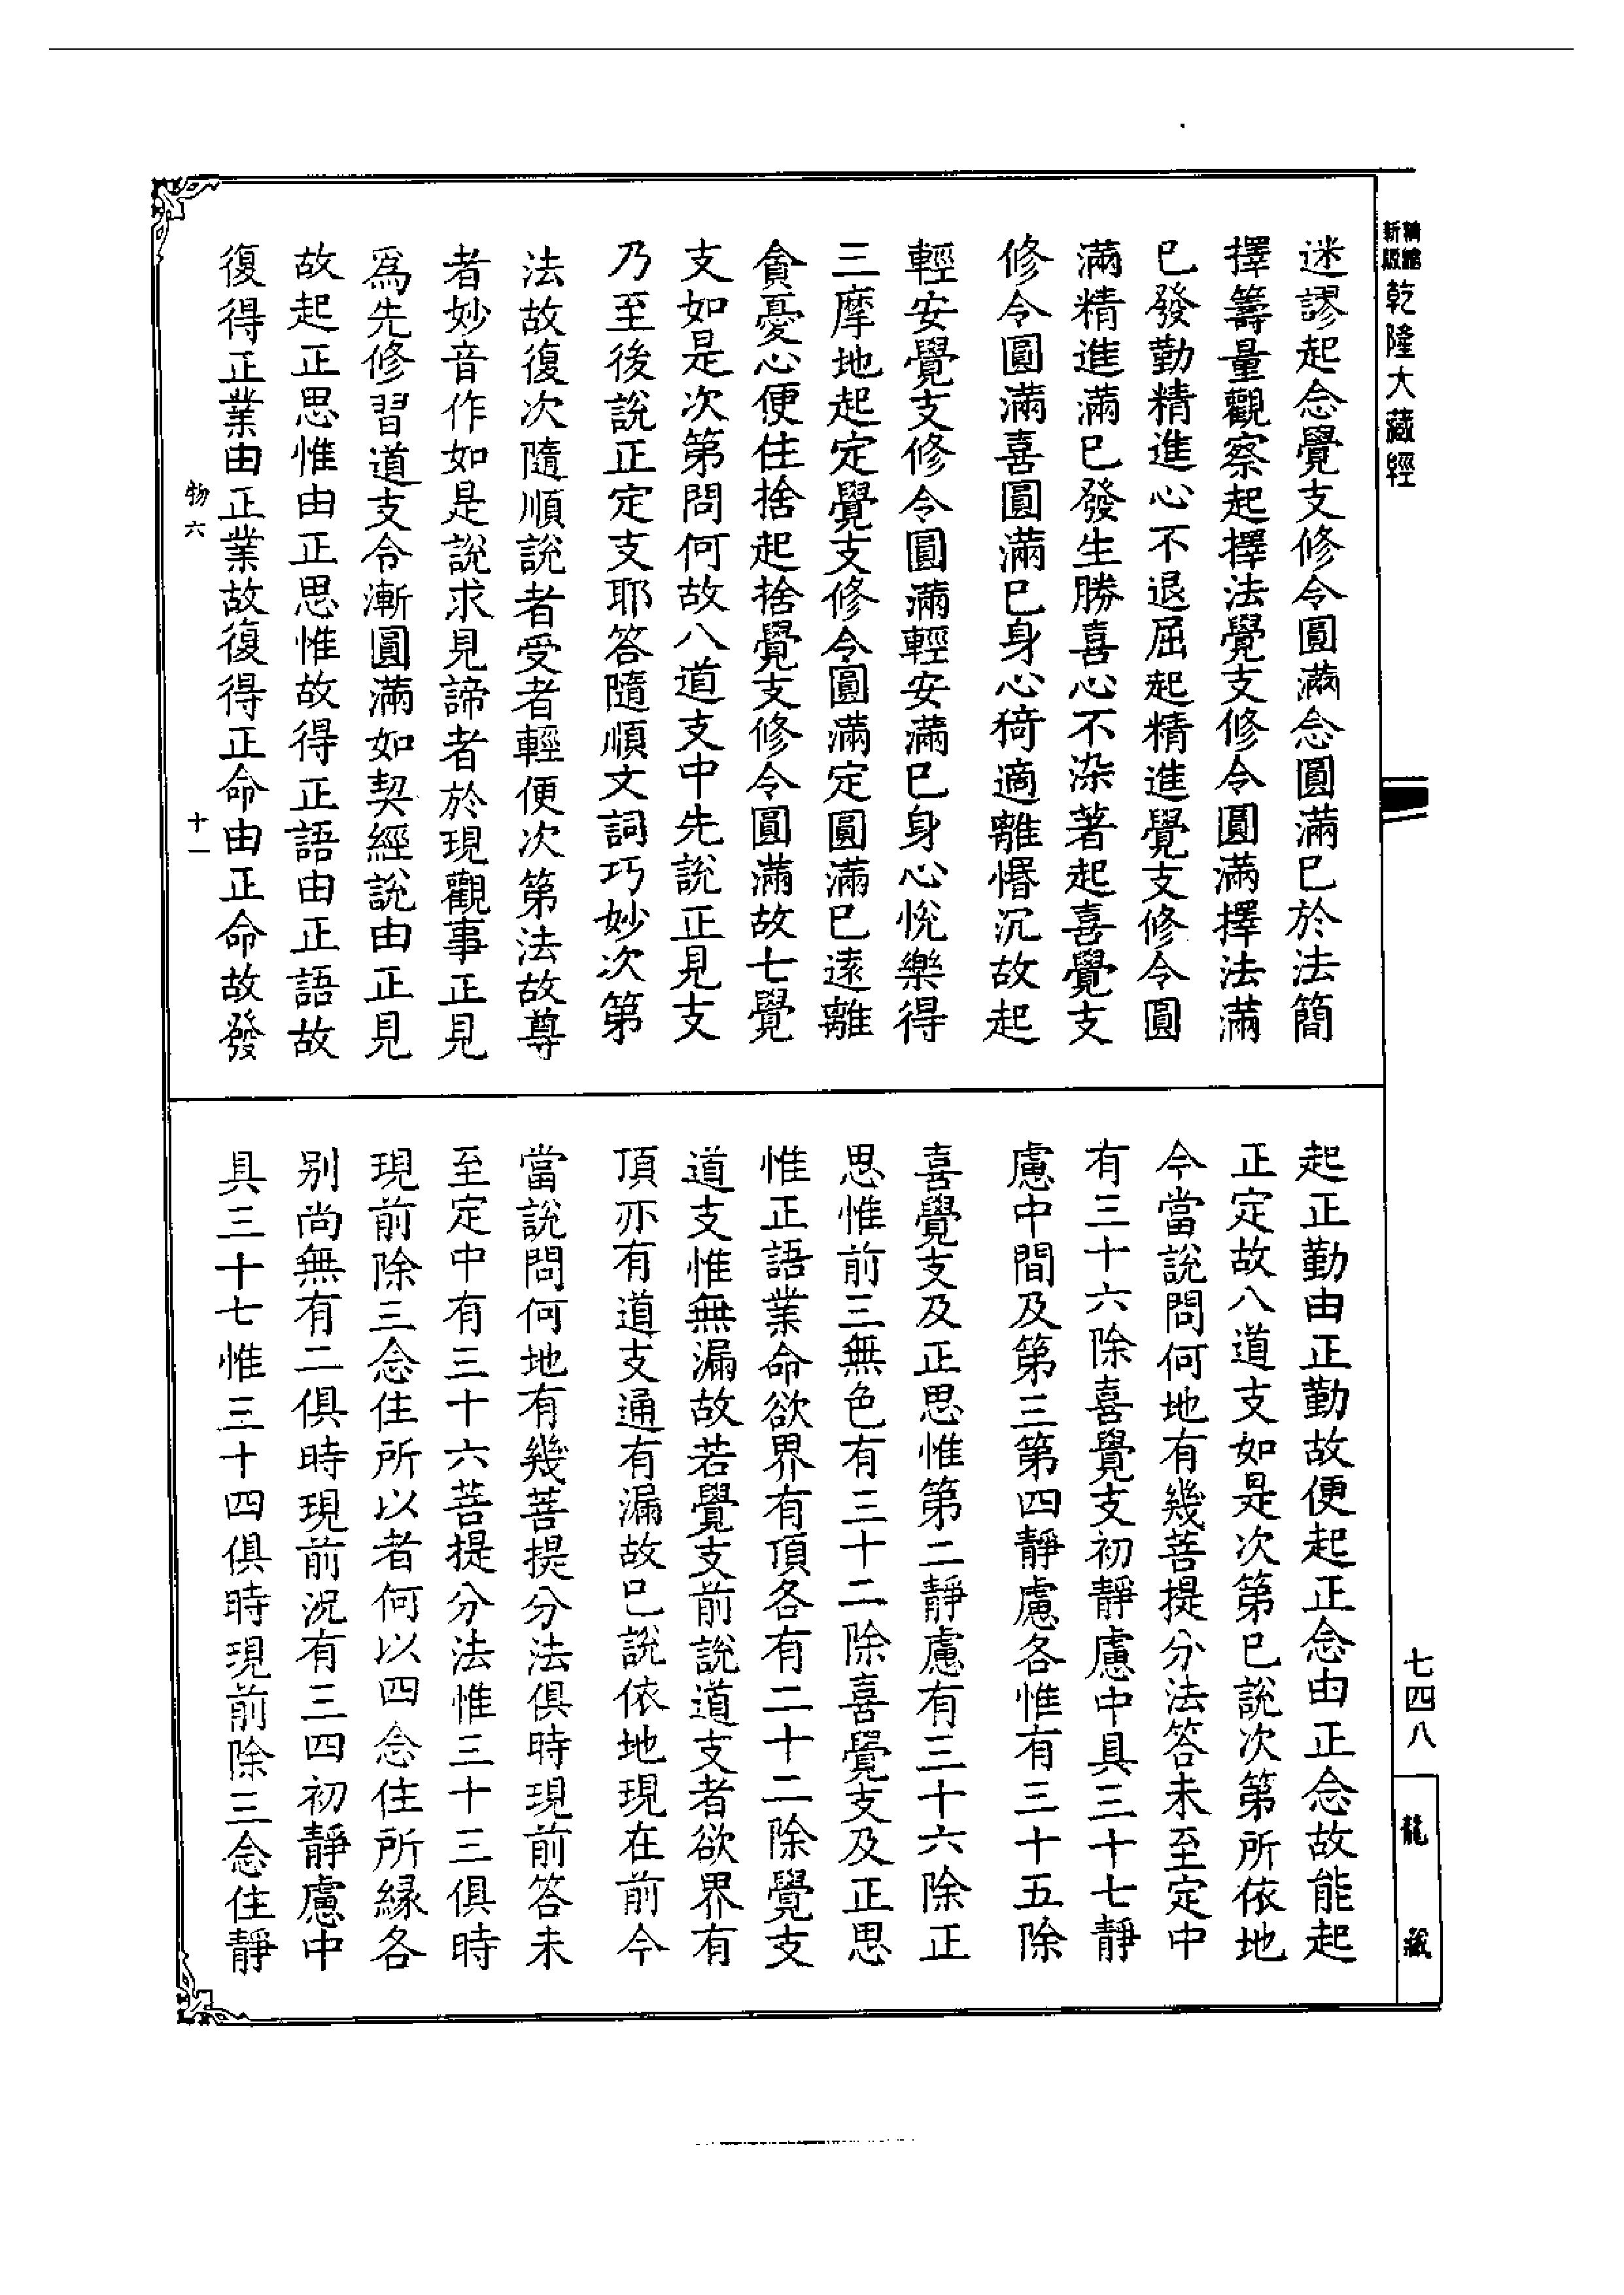 新版
精縮
乾隆大藏經
迷謬起念覺支修令圓滿念圓滿已於法簡
擇籌量觀察起擇法覺支修令圓滿擇法滿
已發勤精進心不退屈起精進覺支修令圓
滿精進滿已發生勝喜心不染著起喜覺支
修令圓滿喜圓滿已身心猗適離惛沉故起
輕安覺支修令圓滿輕安滿已身心悅樂得
三摩地起定覺支修令圓滿定圓滿已遠離
貪憂心便住捨起捨覺支修令圓滿故七覺
支如是次第問何故八道支中先說正見支
乃至後說正定支耶答隨順文詞巧妙次第
法故復次隨順說者受者輕便次第法故尊
者妙音作如是說求見諦者於現觀事正見
爲先修習道支令漸圓滿如契經說由正見
故起正思惟由正思惟故得正語由正語故
復得正業由正業故復得正命由正命故發
物六
十一
起正勤由正勤故便起正念由正念故能起
正定故八道支如是次第已說次第所依地
今當說問何地有幾菩提分法答未至定中
有三十六除喜覺支初靜慮中具三十七靜
慮中間及第三第四靜慮各惟有三十五除
喜覺支及正思惟第二靜慮有三十六除正
思惟前三無色有三十二除喜覺支及正思
惟正語業命欲界有頂各有二十二除覺支
道支惟無漏故若覺支前說道支者欲界有
頂亦有道支通有漏故已說依地現在前今
當說問何地有幾菩提分法俱時現前答未
至定中有三十六菩提分法惟三十三俱時
現前除三念住所以者何以四念住所緣各
別尚無有二俱時現前況有三四初靜慮中
具三十七惟三十四俱時現前除三念住靜
七四八
龍藏